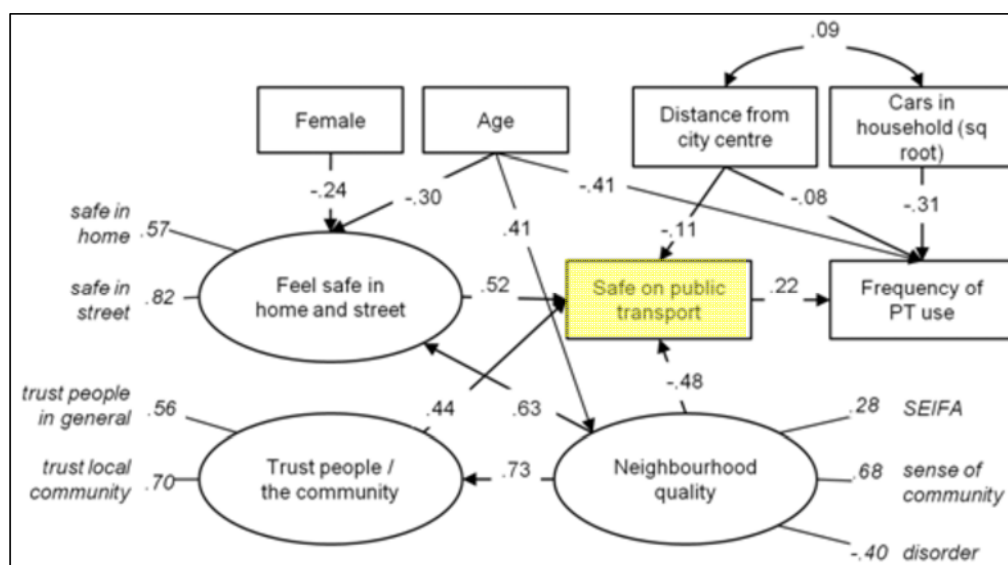 .09
Female
Age
Distance from
city centre
Cars in
household (sq
root)
-.24
-.30
-.41
-.08
-.31
safe in
home
.57
.41
-.11
safe in
street
.82
Feel safe in
home and street
.52
Safe on public
transport
.22
Frequency of
PT use
-.48
trust people
in general
.56
.44
.63
.28
SEIFA
trust local
community
.70
Trust people /
the community
.73
Neighbourhood
quality
.68
sense of
community
-.40
disorder